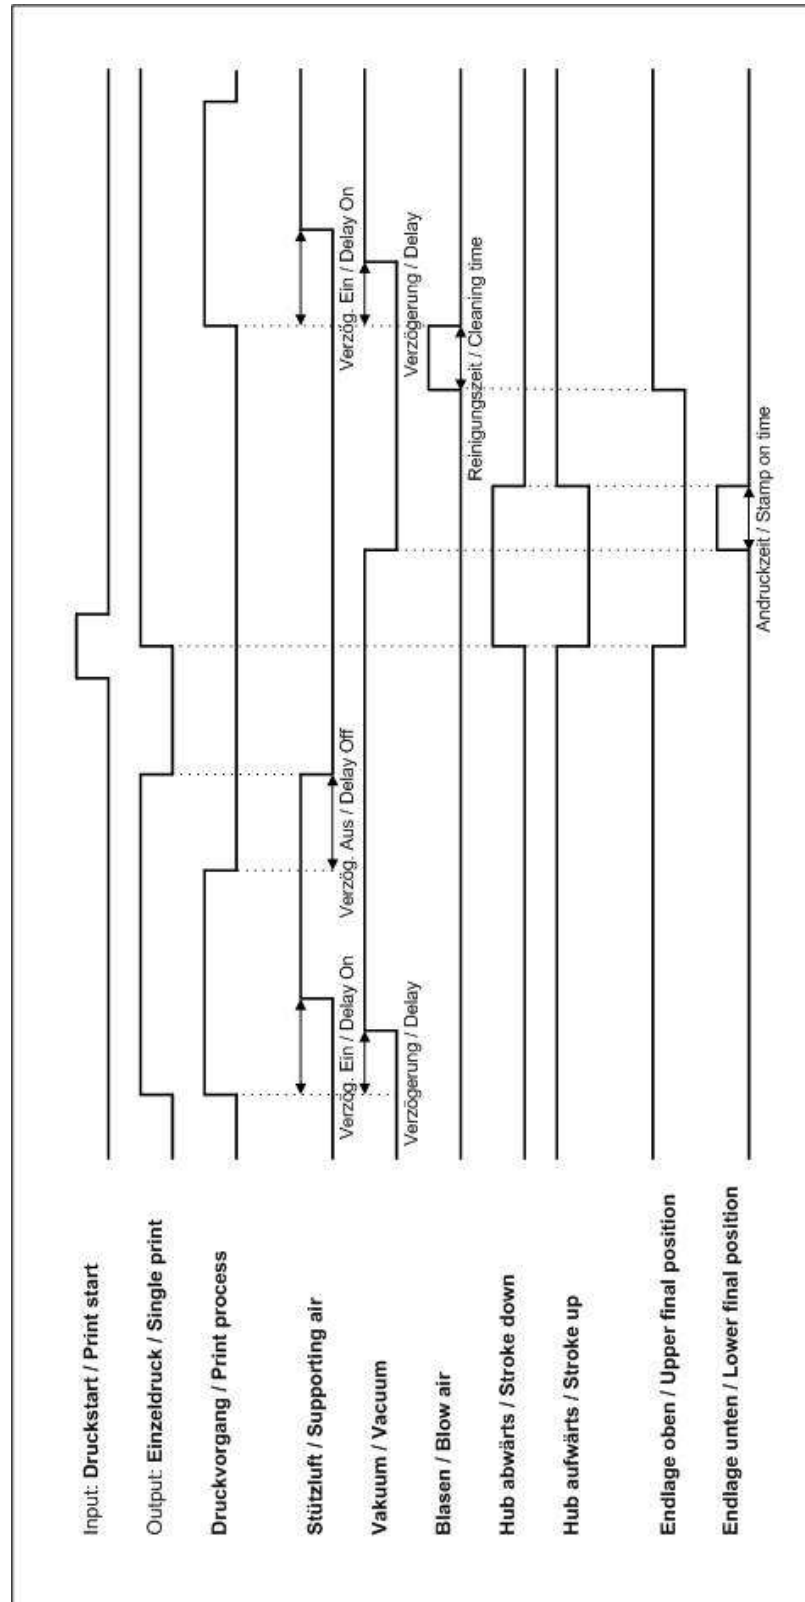 Input: Druckstart / Print start
Output: Einzeldruck / Single print
Druckvorgang / Print process
Verzög. Ein / Delay On
Verzög. Aus / Delay Off
Verzög. Ein / Delay On
Stützluft / Supporting air
Verzögerung / Delay
Verzögerung / Delay
Vakuum / Vacuum
Reinigungszeit / Cleaning time
Blasen / Blow air
Hub abwärts / Stroke down
Hub aufwärts / Stroke up
Endlage oben / Upper final position
Endlage unten / Lower final position
Andruckzeit / Stamp on time